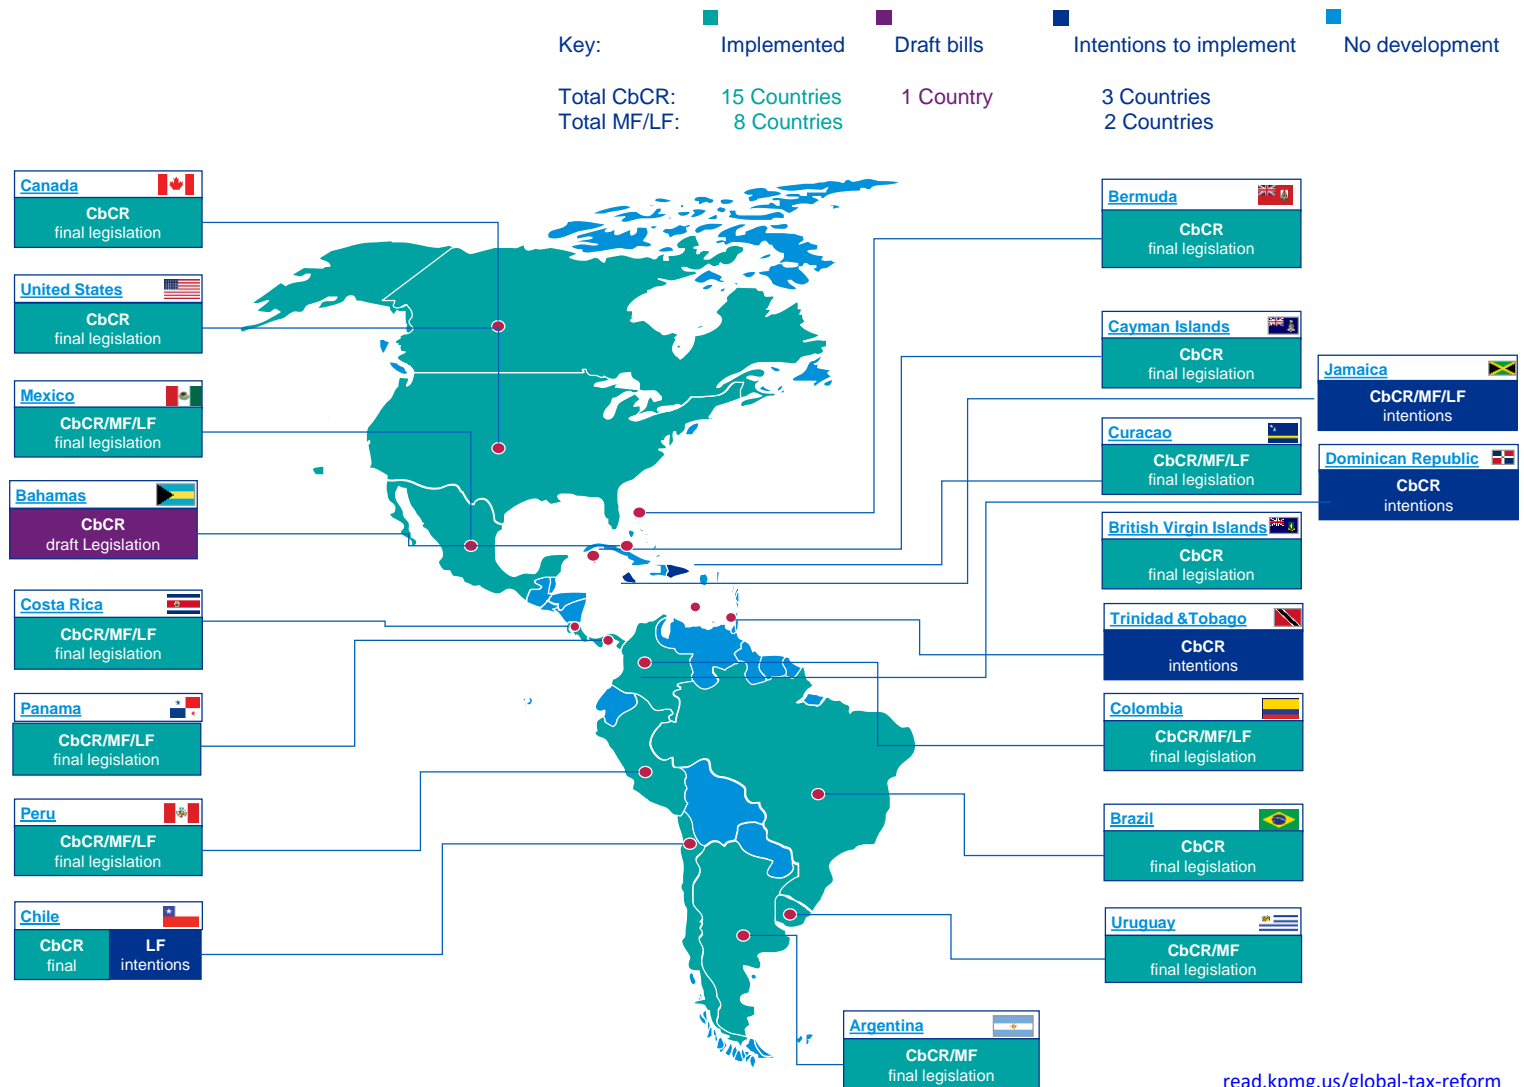 Key: Implemented Draft bills Intentions to implement No development
Total CbCR: 15 Countries 1 Country 3 Countries
Total MF/LF: 8 Countries 2 Countries
Canada
CbCR
final legislation
United States
CbCR
final legislation
Mexico
CbCR/MF/LF
final legislation
Bahamas
CbCR
draft Legislation
Costa Rica
CbCR/MF/LF
final legislation
Panama
CbCR/MF/LF
final legislation
Peru
CbCR/MF/LF
final legislation
Chile
CbCR LF
final intentions
Bermuda
CbCR
final legislation
Cayman Islands
CbCR
final legislation
Jamaica
CbCR/MF/LF
intentions
Curacao
CbCR/MF/LF
final legislation
Dominican Republic
CbCR
intentions
British Virgin Islands
CbCR
final legislation
Trinidad &Tobago
CbCR
intentions
Colombia
CbCR/MF/LF
final legislation
Brazil
CbCR
final legislation
Uruguay
CbCR/MF
final legislation
Argentina
CbCR/MF
final legislation
read.kpmg.us/global-tax-reform